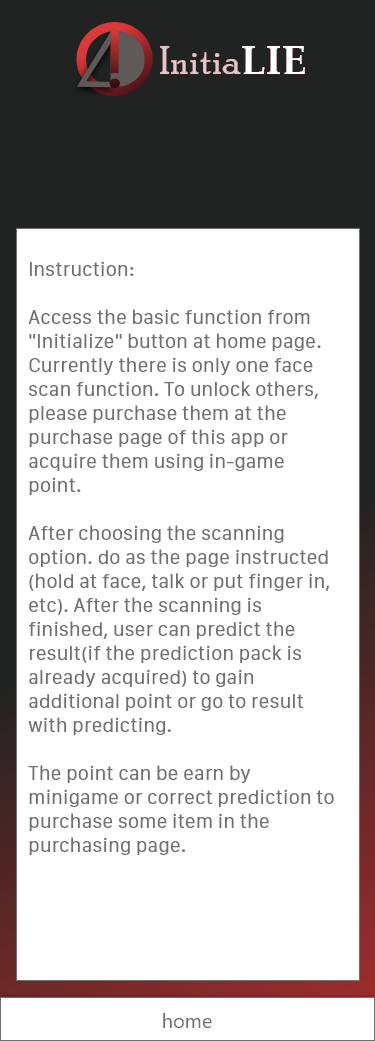 InitiaLIE
Instruction:
Access the basic function from
"Initialize" button at home page.
Currently there is only one face
scan function. To unlock others,
please purchase them at the
purchase page of this app or
acquire them using in-game
point.
After choosing the scanning
option. do as the page instructed
(hold at face, talk or put finger in,
etc). After the scanning is
finished, user can predict the
result(if the prediction pack is
already acquired) to gain
additional point or go to result
with predicting.
The point can be earn by
minigame or correct prediction to
purchase some item in the
purchasing page.
home